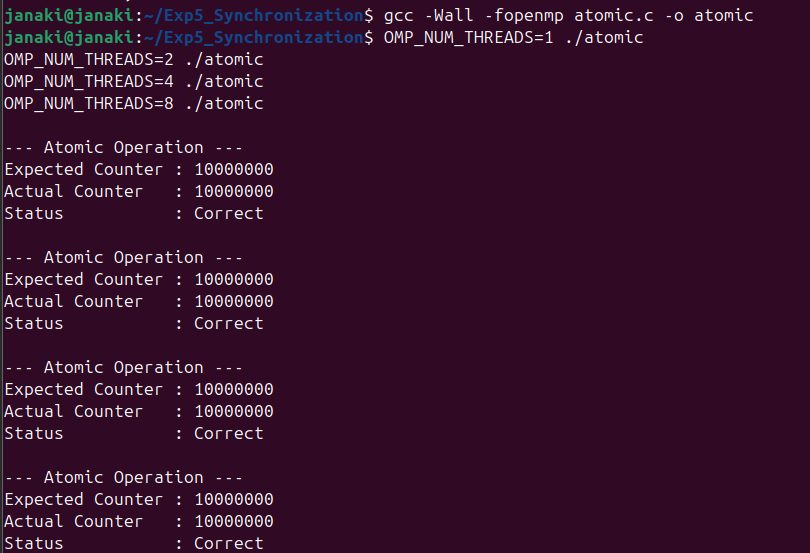 janaki@janaki:~/Exp5_Synchronization$ gcc -Wall -fopenmp atomic.c -o atomic
janaki@janaki:~/Exp5_Synchronization$ OMP_NUM_THREADS=1 ./atomic
OMP_NUM_THREADS=2 ./atomic
OMP_NUM_THREADS=4 ./atomic
OMP_NUM_THREADS=8 ./atomic

--- Atomic Operation ---
Expected Counter : 10000000
Actual Counter   : 10000000
Status           : Correct

--- Atomic Operation ---
Expected Counter : 10000000
Actual Counter   : 10000000
Status           : Correct

--- Atomic Operation ---
Expected Counter : 10000000
Actual Counter   : 10000000
Status           : Correct

--- Atomic Operation ---
Expected Counter : 10000000
Actual Counter   : 10000000
Status           : Correct